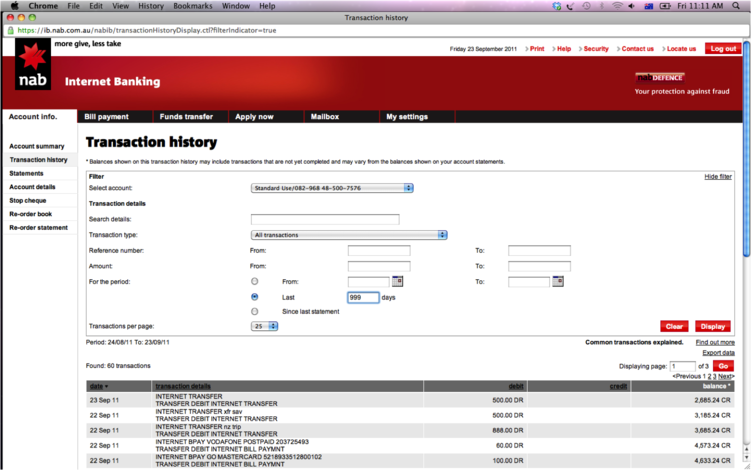 Chrome File Edit View History Bookmarks Window Help Fri 11:11 AM
Transaction history
https://ib.nab.com.au/nabib/transactionHistoryDisplay.ctl?filterIndicator=true
more give, less take
Friday 23 September 2011 > Print > Help > Security > Contact us > Locate us Log out
nab
Internet Banking
nab DEFENCE
Your protection against fraud
Account info. Bill payment Funds transfer Apply now Mailbox My settings
Account summary
Transaction history
Statements
Account details
Stop cheque
Re-order book
Re-order statement
Transaction history
* Balances shown on this transaction history may include transactions that are not yet completed and may vary from the balances shown on your account statements.
Filter Hide filter
Select account: Standard Use/082-968 48-500-7576
Transaction details
Search details:
Transaction type: All transactions
Reference number: From: To:
Amount: From: To:
For the period: From: To:
Last 999 days
Since last statement
Transactions per page: 25 Clear Display
Period: 24/08/11 To: 23/09/11 Common transactions explained. Find out more
Export data
Found: 60 transactions Displaying page: 1 of 3 Go
<Previous 1 2 3 Next>
date transaction details debit credit balance *
23 Sep 11 INTERNET TRANSFER
TRANSFER DEBIT INTERNET TRANSFER 500.00 DR 2,685.24 CR
22 Sep 11 INTERNET TRANSFER xfr sav
TRANSFER DEBIT INTERNET TRANSFER 500.00 DR 3,185.24 CR
22 Sep 11 INTERNET TRANSFER nz trip
TRANSFER DEBIT INTERNET TRANSFER 888.00 DR 3,685.24 CR
22 Sep 11 INTERNET BPAY VODAFONE POSTPAID 203725493
TRANSFER DEBIT INTERNET BILL PAYMNT 60.00 DR 4,573.24 CR
22 Sep 11 INTERNET BPAY GO MASTERCARD 5218933512800102
TRANSFER DEBIT INTERNET BILL PAYMNT 100.00 DR 4,633.24 CR